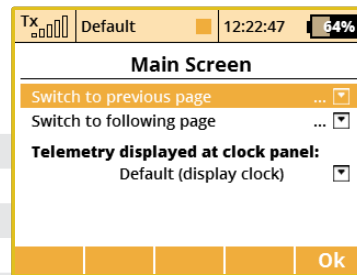 Tx Default 12:22:47 64%
Main Screen
Switch to previous page ...
Switch to following page ...
Telemetry displayed at clock panel:
Default (display clock)
Ok